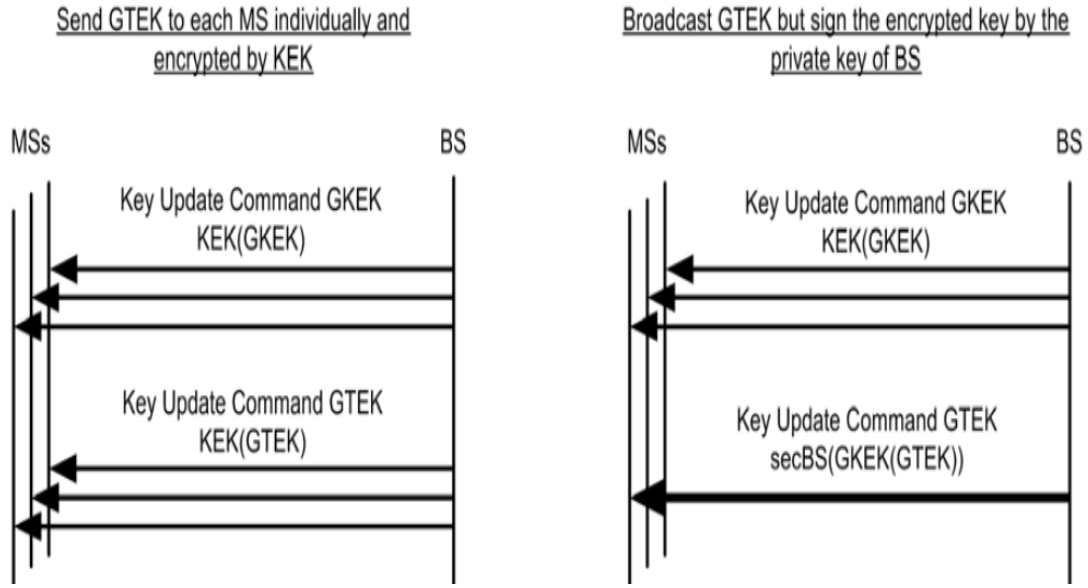 Send GTEK to each MS individually and
encrypted by KEK
MSs
BS
Key Update Command GKEK
KEK(GKEK)
Key Update Command GTEK
KEK(GTEK)
Broadcast GTEK but sign the encrypted key by the
private key of BS
MSs
BS
Key Update Command GKEK
KEK(GKEK)
Key Update Command GTEK
secBS(GKEK(GTEK))